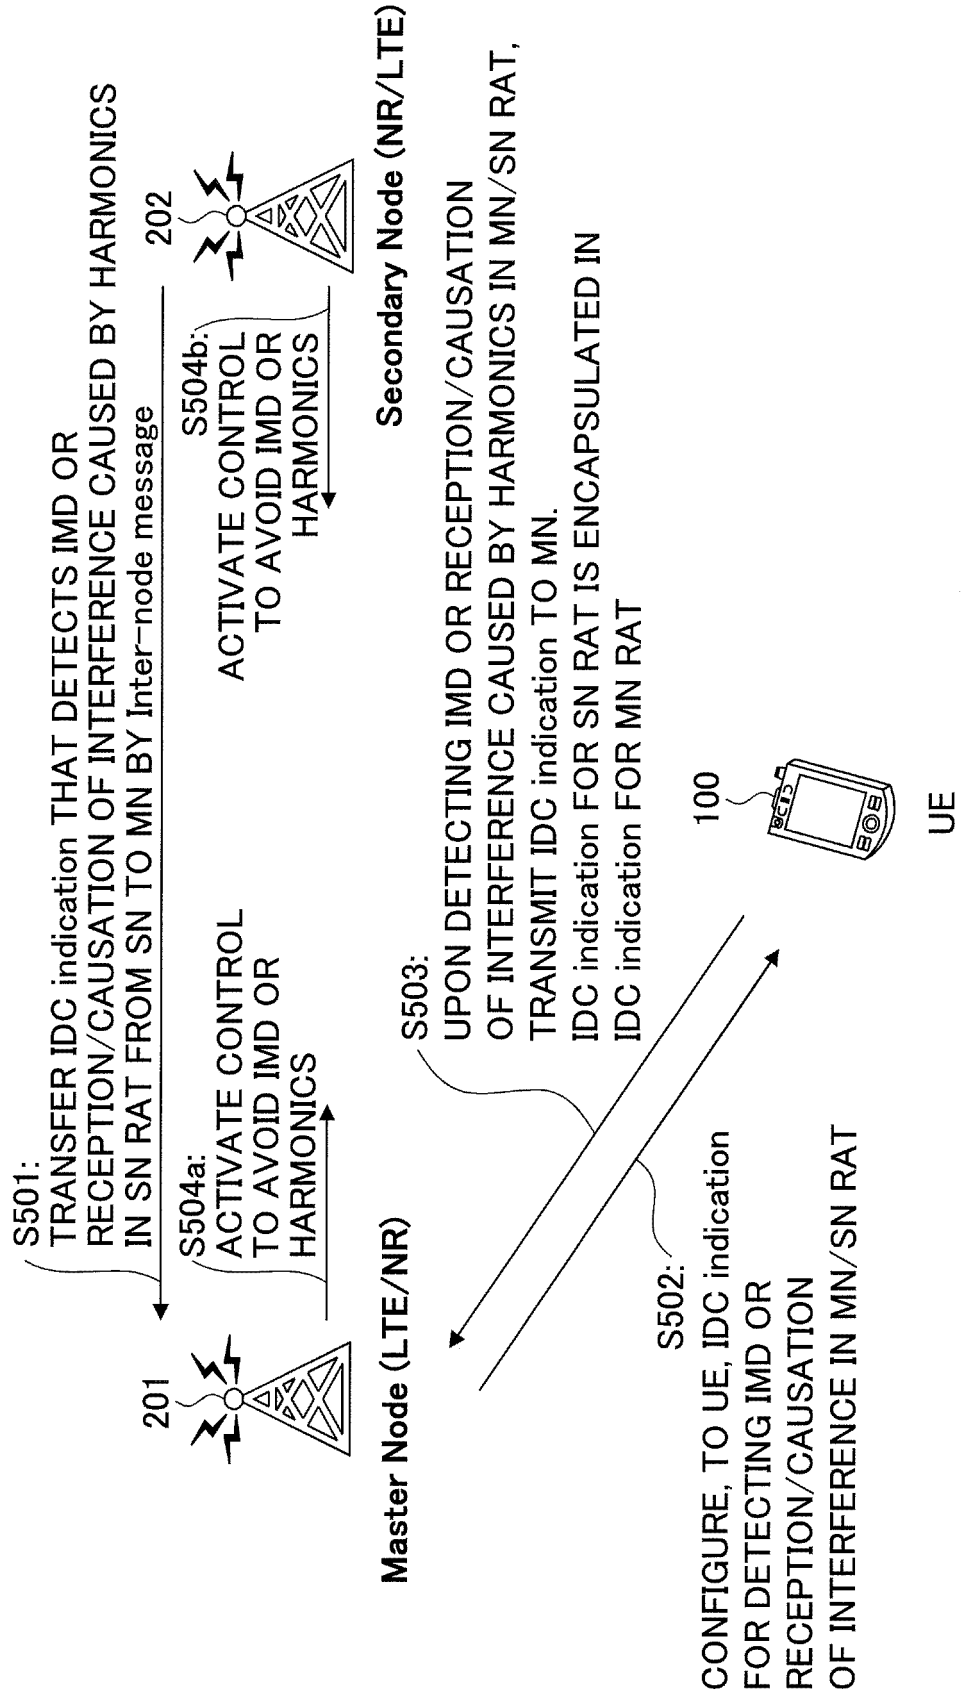 S501:
TRANSFER IDC indication THAT DETECTS IMD OR
RECEPTION/CAUSATION OF INTERFERENCE CAUSED BY HARMONICS
IN SN RAT FROM SN TO MN BY Inter-node message
201
202
S504a:
ACTIVATE CONTROL
TO AVOID IMD OR
HARMONICS
S504b:
ACTIVATE CONTROL
TO AVOID IMD OR
HARMONICS
Master Node (LTE/NR)
Secondary Node (NR/LTE)
S503:
UPON DETECTING IMD OR RECEPTION/CAUSATION
OF INTERFERENCE CAUSED BY HARMONICS IN MN/SN RAT,
TRANSMIT IDC indication TO MN.
IDC indication FOR SN RAT IS ENCAPSULATED IN
IDC indication FOR MN RAT
S502:
CONFIGURE, TO UE, IDC indication
FOR DETECTING IMD OR
RECEPTION/CAUSATION
OF INTERFERENCE IN MN/SN RAT
100
UE